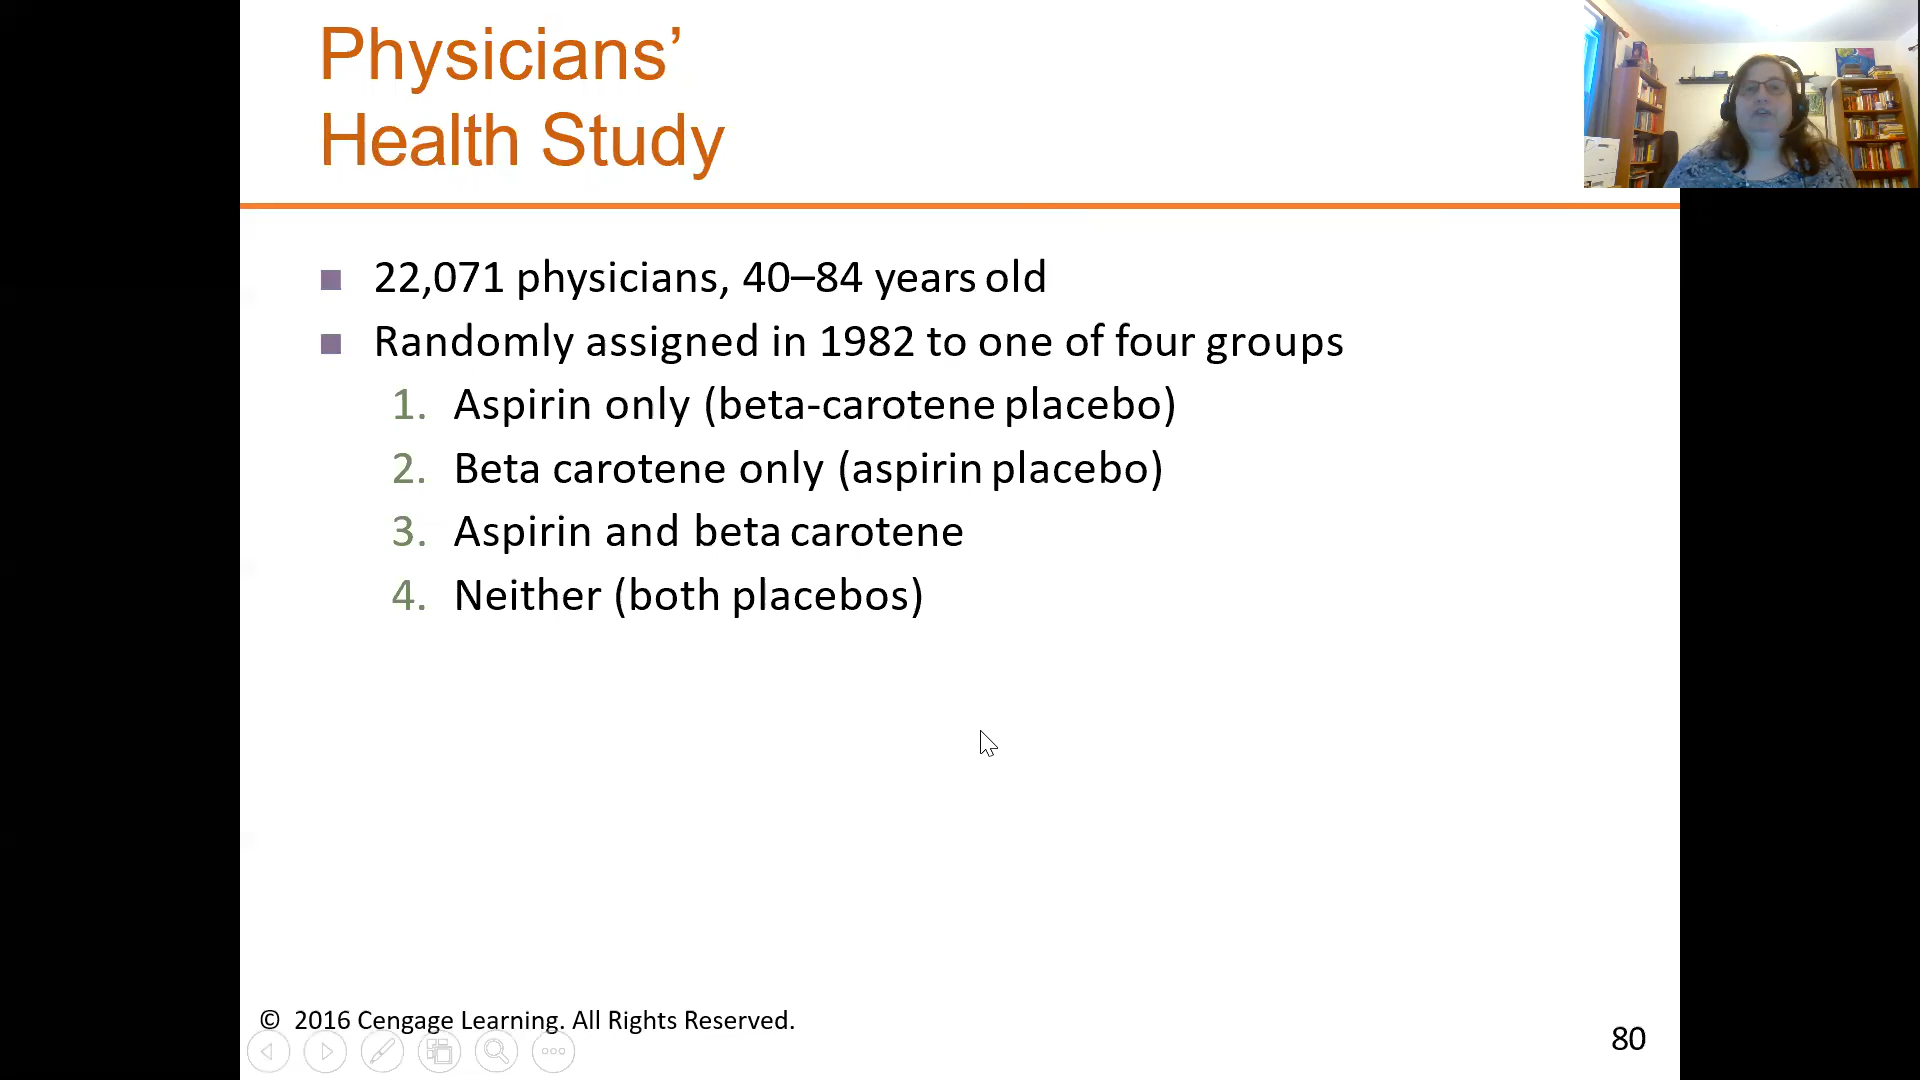 Physicians’
Health Study
22,071 physicians, 40–84 years old
Randomly assigned in 1982 to one of four groups
1. Aspirin only (beta-carotene placebo)
2. Beta carotene only (aspirin placebo)
3. Aspirin and beta carotene
4. Neither (both placebos)
© 2016 Cengage Learning. All Rights Reserved.
80